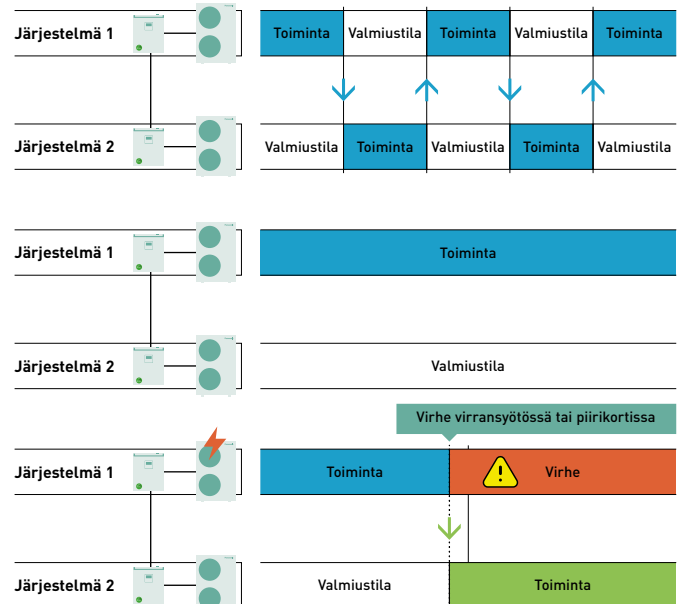 Järjestelmä 1 Toiminta Valmiustila Toiminta Valmiustila Toiminta
Järjestelmä 2 Valmiustila Toiminta Valmiustila Toiminta Valmiustila
Järjestelmä 1 Toiminta
Järjestelmä 2 Valmiustila
Virhe virransyötössä tai piirikortissa
Järjestelmä 1 Toiminta Virhe
Järjestelmä 2 Valmiustila Toiminta